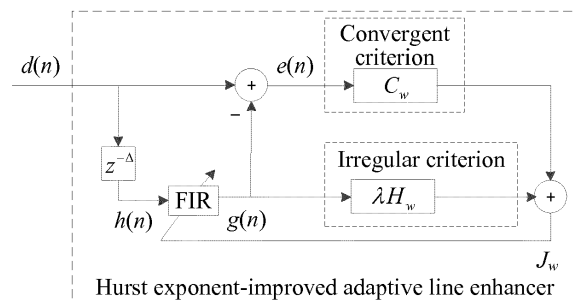 Convergent
criterion
d(n)
+
e(n)
C_w
−
Irregular criterion
z^{−Δ}
h(n)
FIR
g(n)
λH_w
+
J_w
Hurst exponent-improved adaptive line enhancer